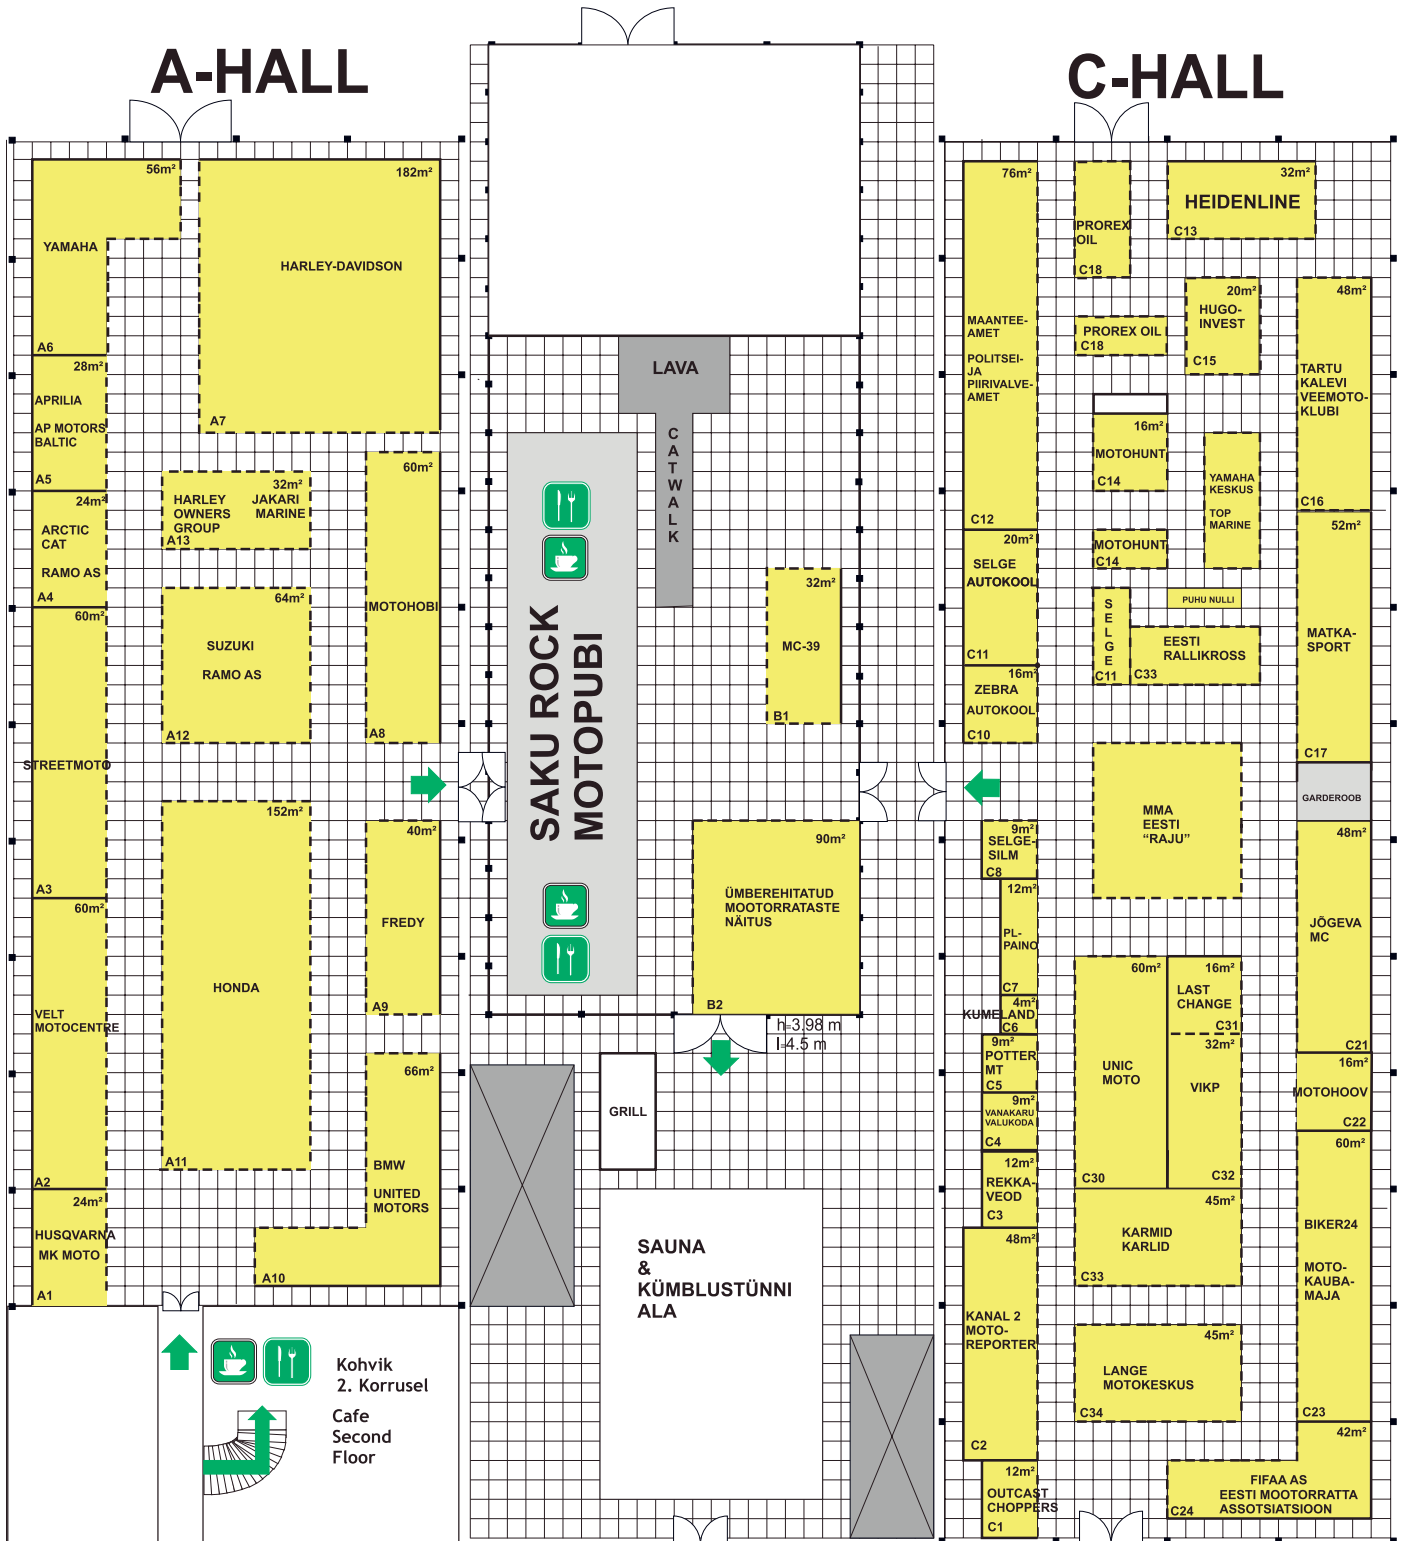 A-HALL
C-HALL
56m²
YAMAHA
A6
182m²
HARLEY-DAVIDSON
A7
28m²
APRILIA
AP MOTORS
BALTIC
A5
24m²
ARCTIC
CAT
RAMO AS
A4
32m²
HARLEY JAKARI
OWNERS MARINE
GROUP
A13
60m²
MOTOHOBI
A8
64m²
SUZUKI
RAMO AS
A12
60m²
STREETMOTO
A3
152m²
HONDA
A11
40m²
FREDY
A9
60m²
VELT
MOTOCENTRE
A2
66m²
BMW
UNITED
MOTORS
A10
24m²
HUSQVARNA
MK MOTO
A1
Kohvik
2. Korrusel
Cafe
Second
Floor
LAVA
CATWALK
SAKU ROCK
MOTOPUBI
32m²
MC-39
B1
90m²
ÜMBEREHITATUD
MOOTORRATASTE
NÄITUS
B2
h=3.98 m
l=4.5 m
GRILL
SAUNA
&
KÜMBLUSTÜNNI
ALA
76m²
MAANTEE-
AMET
POLITSEI-
JA
PIIRIVALVE-
AMET
C12
PROREX
OIL
C18
32m²
HEIDENLINE
C13
PROREX OIL
C18
20m²
HUGO-
INVEST
C15
48m²
TARTU
KALEVI
VEEMOTO-
KLUBI
C16
16m²
MOTOHUNT
C14
YAMAHA
KESKUS
TOP
MARINE
MOTOHUNT
C14
20m²
SELGE
AUTOKOOL
C11
PUHU NULLI
SELGE
C11
EESTI
RALLIKROSS
C33
52m²
MATKA-
SPORT
C17
16m²
ZEBRA
AUTOKOOL
C10
MMA
EESTI
“RAJU”
GARDEROOB
9m²
SELGE-
SILM
C8
12m²
PL-
PAINO
C7
4m²
KUMELAND
C6
9m²
POTTER
MT
C5
9m²
VANAKARU
VALUKODA
C4
12m²
REKKA-
VEOD
C3
48m²
KANAL 2
MOTO-
REPORTER
C2
12m²
OUTCAST
CHOPPERS
C1
60m²
UNIC
MOTO
C30
16m²
LAST
CHANGE
C31
32m²
VIKP
C32
45m²
KARMID
KARLID
C33
45m²
LANGE
MOTOKESKUS
C34
48m²
JÕGEVA
MC
C21
16m²
MOTOHOOV
C22
60m²
BIKER24
MOTO-
KAUBA-
MAJA
C23
42m²
FIFAA AS
EESTI MOOTORRATTA
ASSOTSIATSIOON
C24